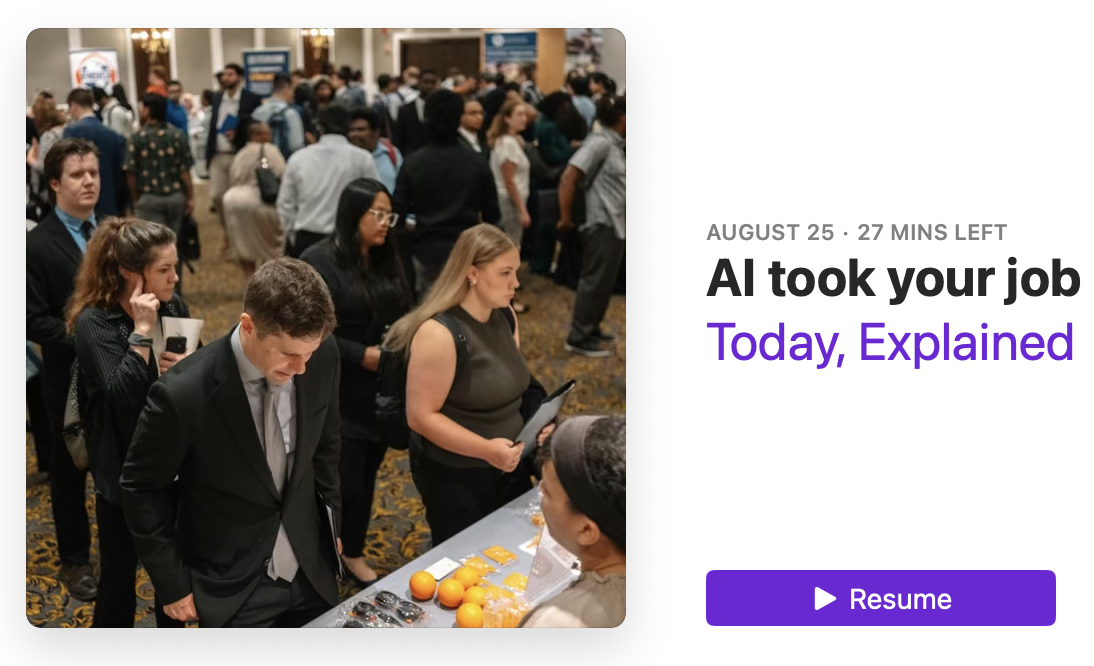 AUGUST 25 · 27 MINS LEFT
AI took your job
Today, Explained
Resume